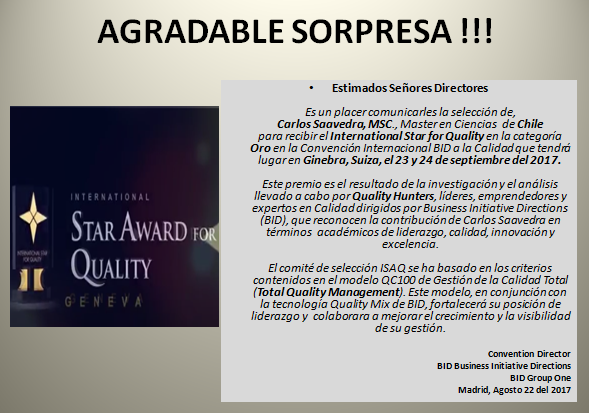 AGRADABLE SORPRESA !!!
• Estimados Señores Directores
Es un placer comunicarles la selección de,
Carlos Saavedra, MSC., Master en Ciencias de Chile
para recibir el International Star for Quality en la categoría
Oro en la Convención Internacional BID a la Calidad que tendrá
lugar en Ginebra, Suiza, el 23 y 24 de septiembre del 2017.
Este premio es el resultado de la investigación y el análisis
llevado a cabo por Quality Hunters, líderes, emprendedores y
expertos en Calidad dirigidos por Business Initiative Directions
(BID), que reconocen la contribución de Carlos Saavedra en
términos académicos de liderazgo, calidad, innovación y
excelencia.
El comité de selección ISAQ se ha basado en los criterios
contenidos en el modelo QC100 de Gestión de la Calidad Total
(Total Quality Management). Este modelo, en conjunción con
la tecnología Quality Mix de BID, fortalecerá su posición de
liderazgo y colaborara a mejorar el crecimiento y la visibilidad
de su gestión.
Convention Director
BID Business Initiative Directions
BID Group One
Madrid, Agosto 22 del 2017
INTERNATIONAL
STAR AWARD FOR
QUALITY
GENEVA
INTERNATIONAL STAR
FOR QUALITY